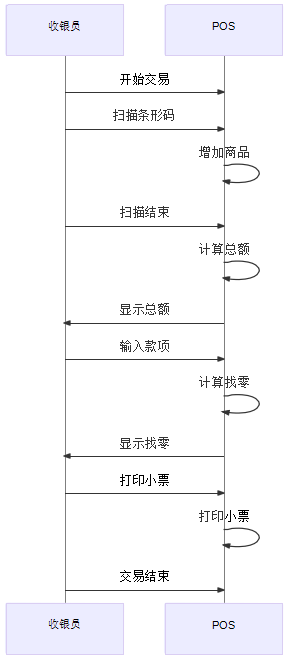 收银员 POS
开始交易
扫描条形码
增加商品
扫描结束
计算总额
显示总额
输入款项
计算找零
显示找零
打印小票
打印小票
交易结束
收银员 POS